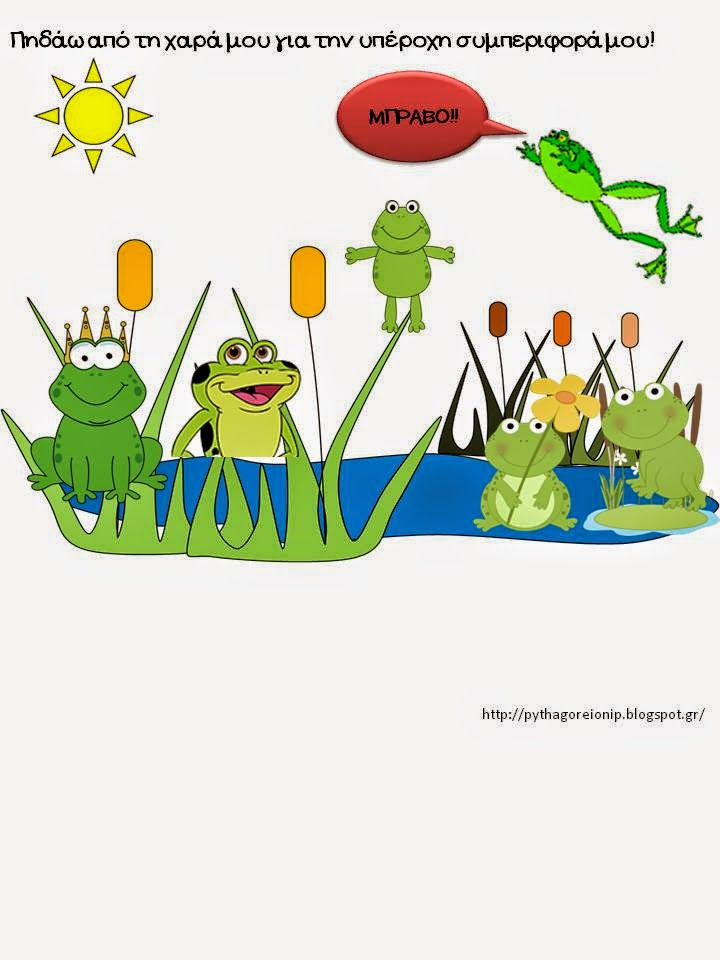 Πηδάω από τη χαρά μου για την υπέροχη συμπεριφορά μου!
ΜΠΡΑΒΟ!!
http://pythagoreionip.blogspot.gr/